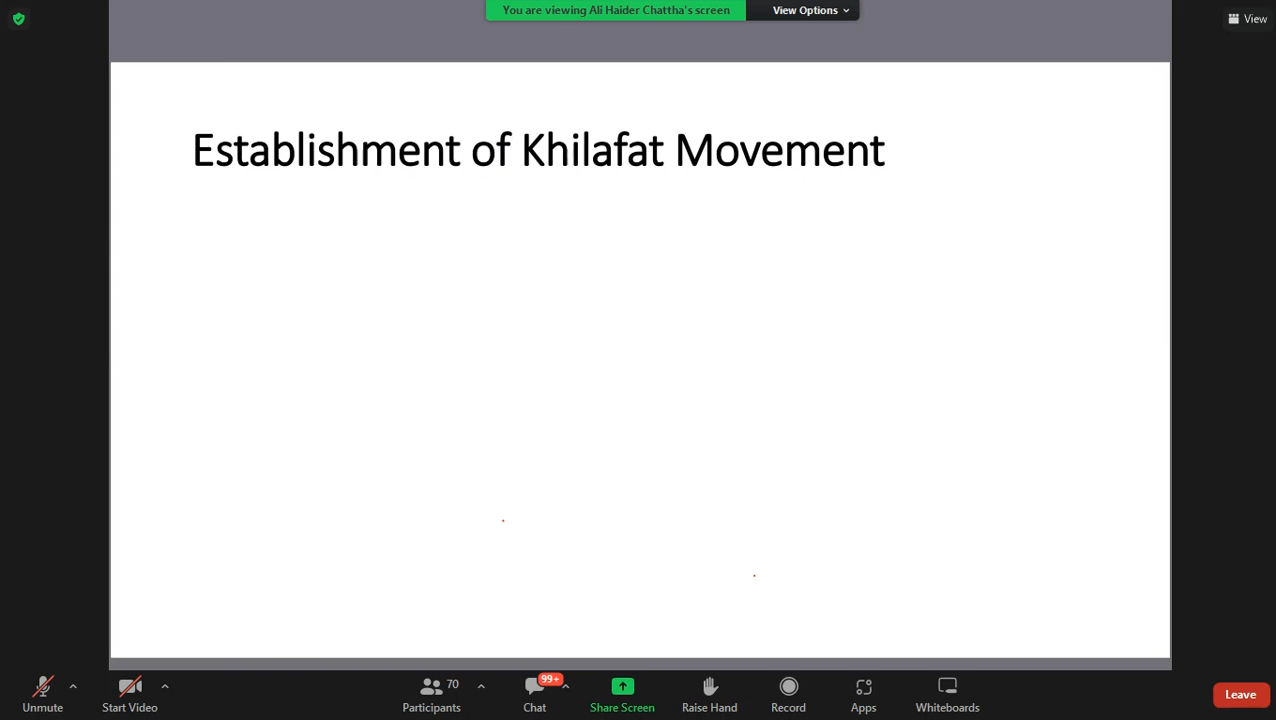 You are viewing Ali Haider Chattha's screen
View Options
View
Establishment of Khilafat Movement
Unmute
Start Video
Participants
70
Chat
99+
Share Screen
Raise Hand
Record
Apps
Whiteboards
Leave